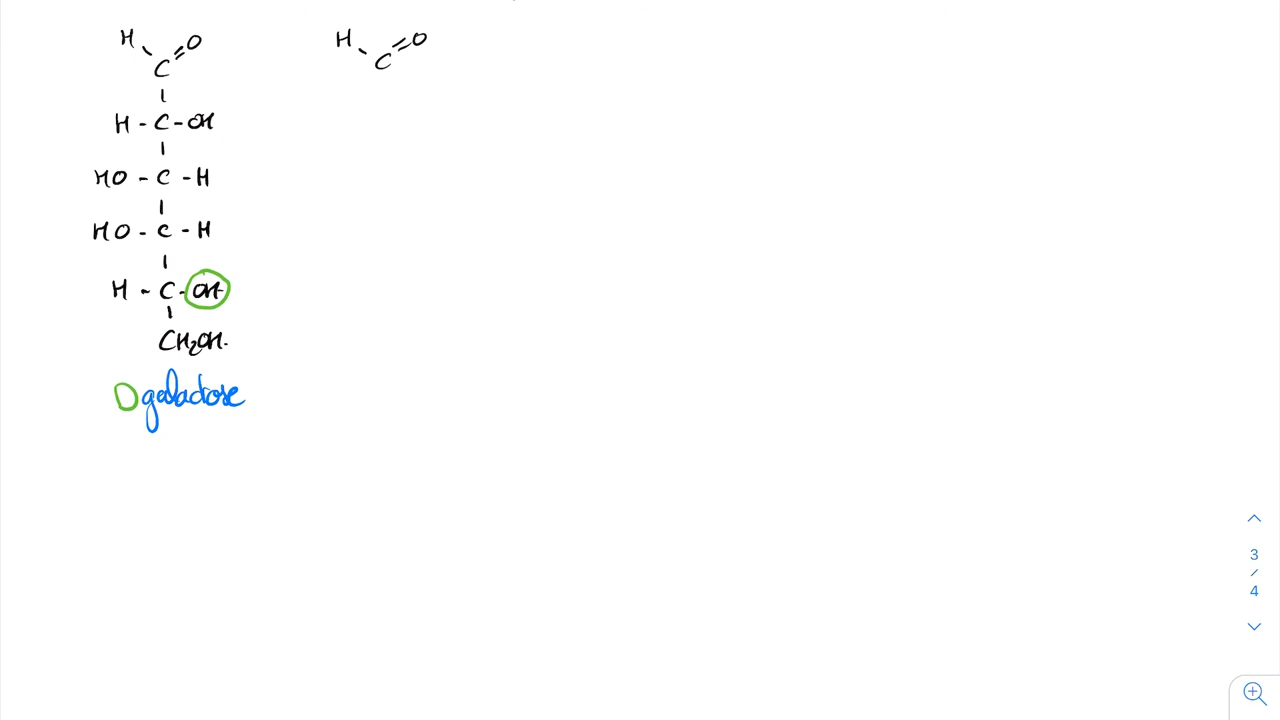 H O H O
C C
H - C - OH
HO - C - H
HO - C - H
H - C - OH
CH₂OH.
D galactose
3
/
4